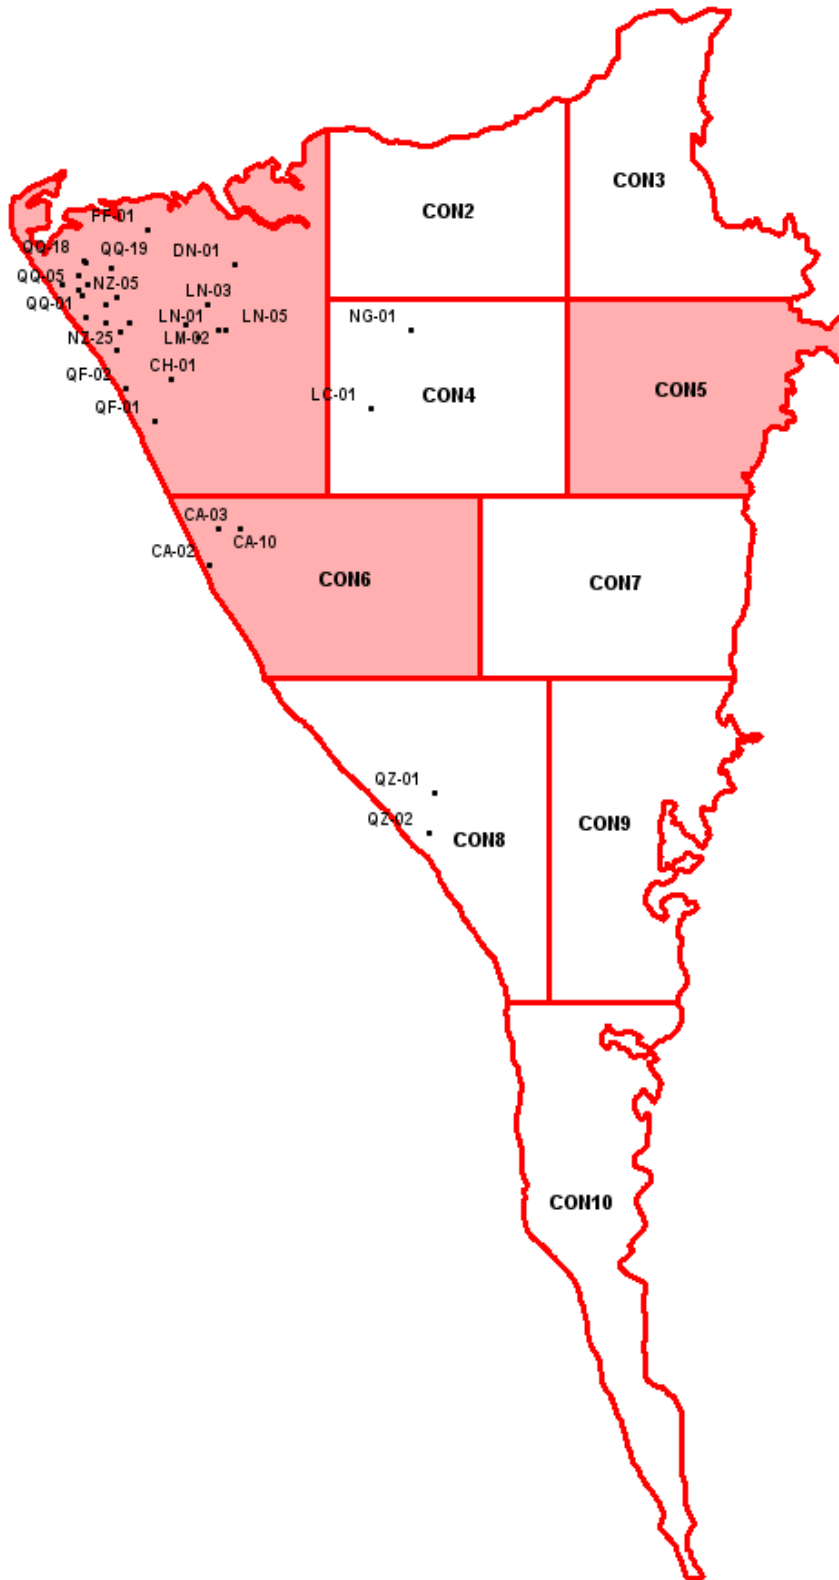 CON3
CON2
FF-01
QQ-18
QQ-19
DN-01
QQ-05
NZ-05
LN-03
QQ-01
LN-01
LN-05
NG-01
NZ-25
LM-02
QF-02
CH-01
CON5
LC-01
CON4
QF-01
CA-03
CA-10
CA-02
CON6
CON7
QZ-01
QZ-02
CON9
CON8
CON10